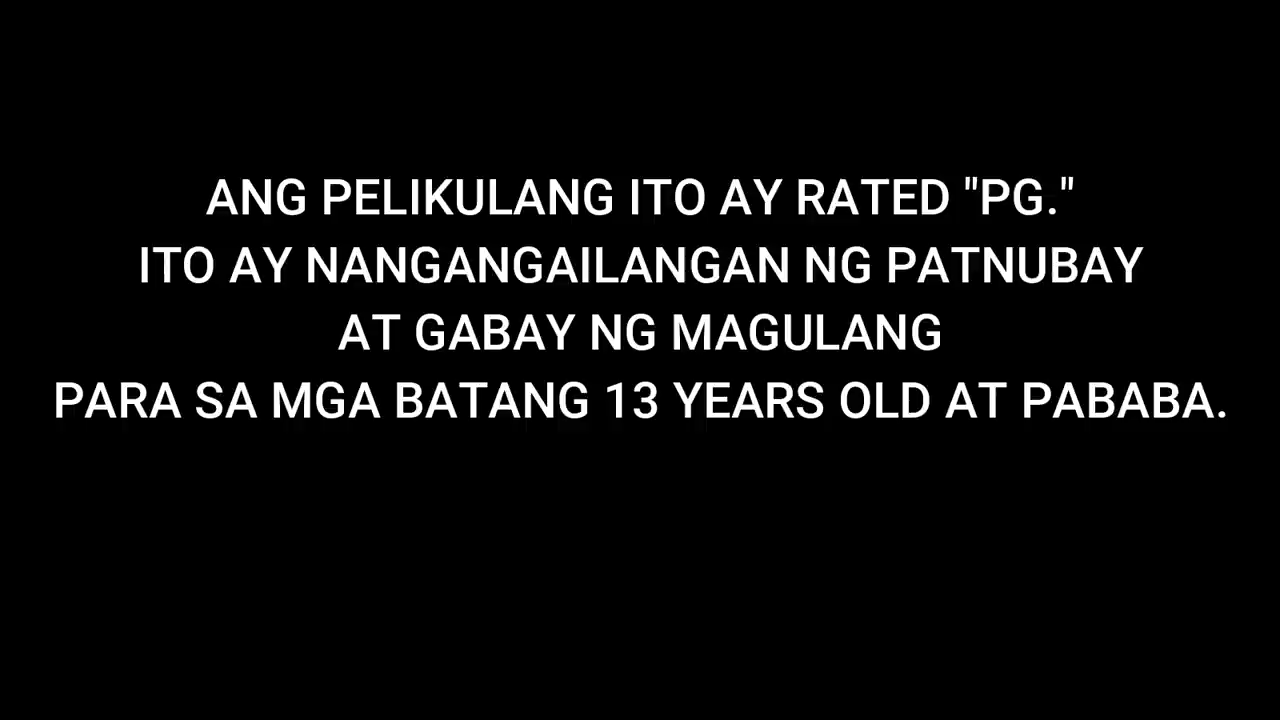 ANG PELIKULANG ITO AY RATED "PG."
ITO AY NANGANGAILANGAN NG PATNUBAY
AT GABAY NG MAGULANG
PARA SA MGA BATANG 13 YEARS OLD AT PABABA.